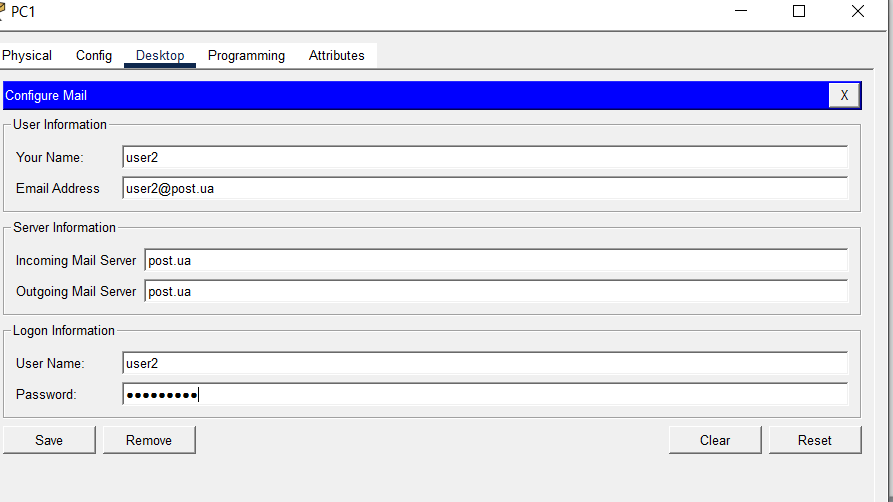 PC1
Physical Config Desktop Programming Attributes
Configure Mail X
User Information
Your Name: user2
Email Address user2@post.ua
Server Information
Incoming Mail Server post.ua
Outgoing Mail Server post.ua
Logon Information
User Name: user2
Password: ●●●●●●●●●
Save Remove Clear Reset